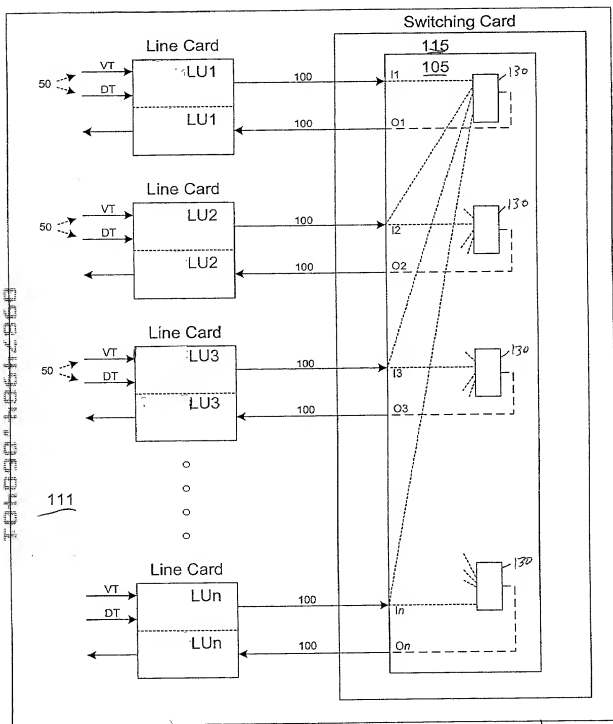 Switching Card
115
105
Line Card
50
VT
DT
LU1
LU1
100
100
I1
O1
130
Line Card
50
VT
DT
LU2
LU2
100
100
I2
O2
130
Line Card
50
VT
DT
LU3
LU3
100
100
I3
O3
130
111
Line Card
VT
DT
LUn
LUn
100
100
In
On
130